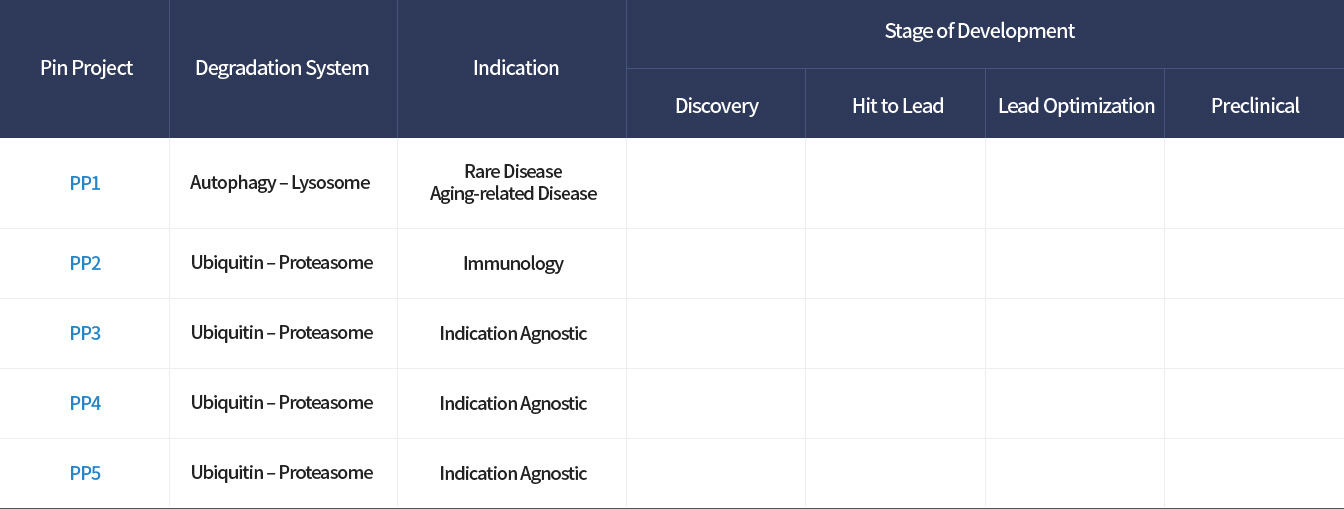 Pin Project
Degradation System
Indication
Stage of Development
Discovery
Hit to Lead
Lead Optimization
Preclinical
PP1
Autophagy – Lysosome
Rare Disease
Aging-related Disease
PP2
Ubiquitin – Proteasome
Immunology
PP3
Ubiquitin – Proteasome
Indication Agnostic
PP4
Ubiquitin – Proteasome
Indication Agnostic
PP5
Ubiquitin – Proteasome
Indication Agnostic